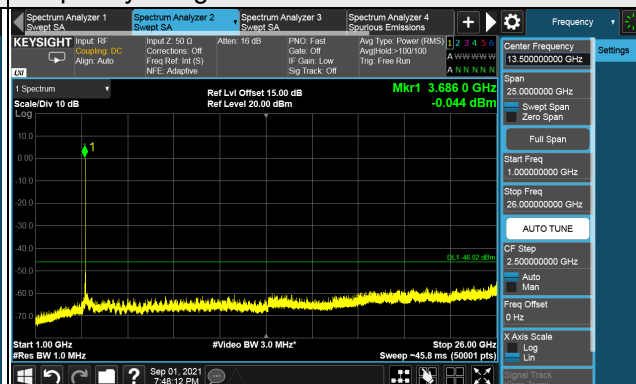 Spectrum Analyzer 1
Swept SA
Spectrum Analyzer 2
Swept SA
Spectrum Analyzer 3
Swept SA
Spectrum Analyzer 4
Spurious Emissions
Frequency
KEYSIGHT
Input: RF
Coupling: DC
Align: Auto
Input Z: 50 Ω
Corrections: Off
Freq Ref: Int (S)
NFE: Adaptive
Atten: 16 dB
PNO: Fast
Gate: Off
IF Gain: Low
Sig Track: Off
Avg Type: Power (RMS)
Avg|Hold:>100/100
Trig: Free Run
1 2 3 4 5 6
A W W W W W
A N N N N N
LXI
1 Spectrum
Scale/Div 10 dB
Log
Ref Lvl Offset 15.00 dB
Ref Level 20.00 dBm
Mkr1 3.686 0 GHz
-0.044 dBm
10.0
0.00
-10.0
-20.0
-30.0
-40.0
-50.0
-60.0
-70.0
1
DL1 -46.02 dBm
Start 1.00 GHz
#Res BW 1.0 MHz
#Video BW 3.0 MHz*
Stop 26.00 GHz
Sweep ~45.8 ms (50001 pts)
Sep 01, 2021
7:48:12 PM
Center Frequency
13.500000000 GHz
Span
25.0000000 GHz
Swept Span
Zero Span
Full Span
Start Freq
1.000000000 GHz
Stop Freq
26.000000000 GHz
AUTO TUNE
CF Step
2.500000000 GHz
Auto
Man
Freq Offset
0 Hz
X Axis Scale
Log
Lin
Signal Track
Settings